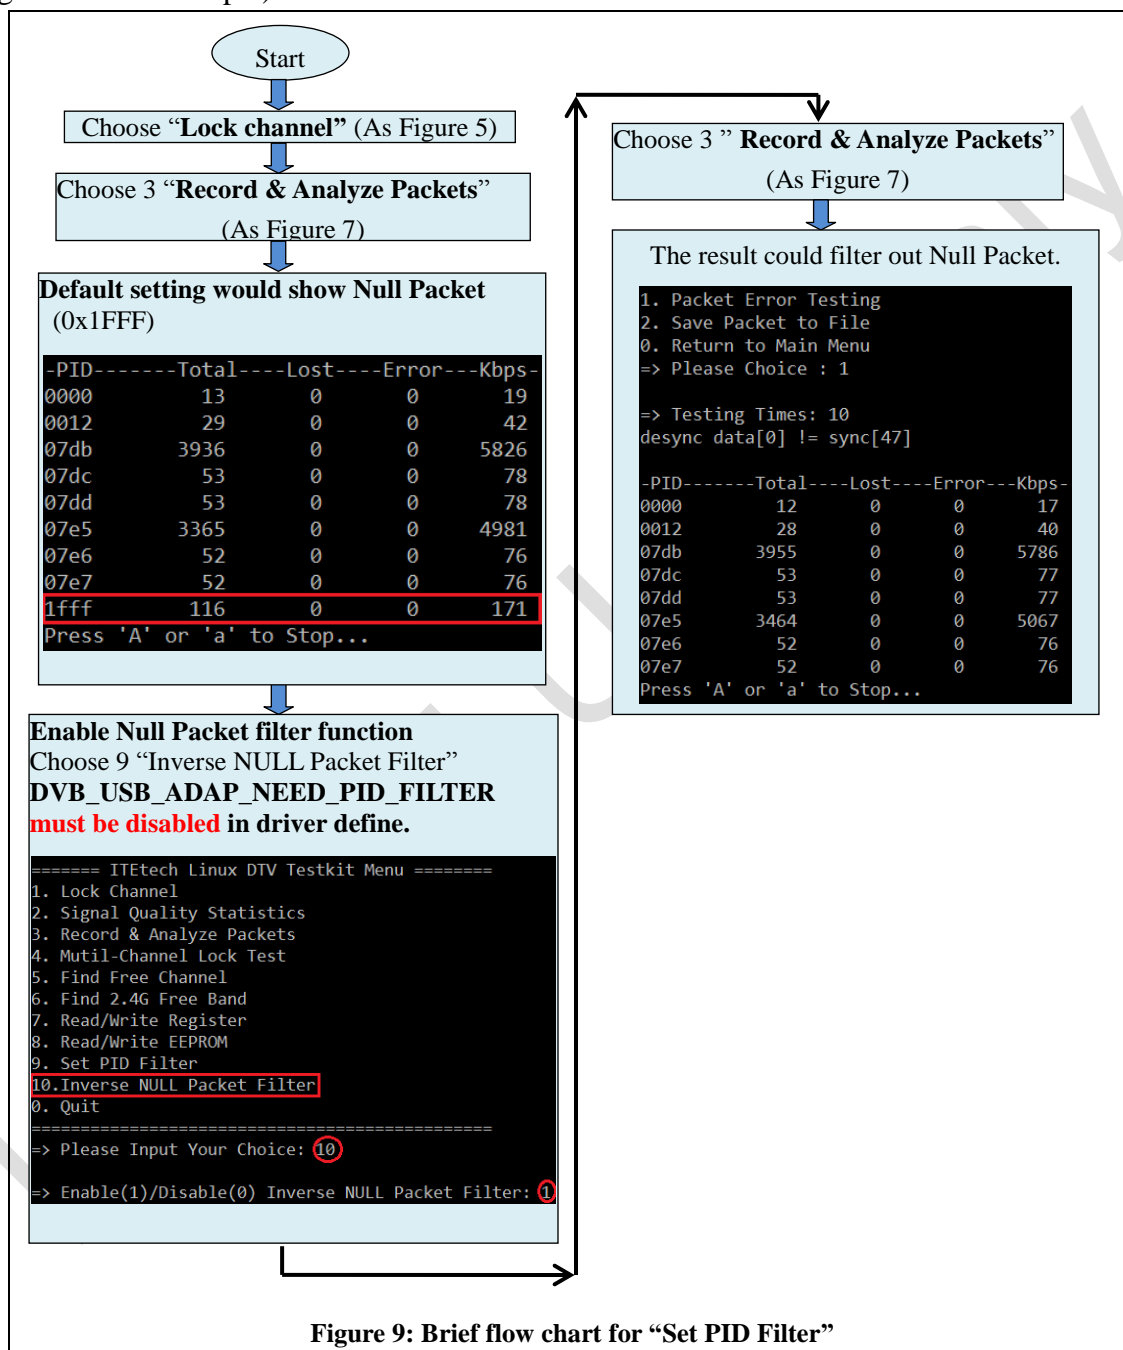 Start
Choose “Lock channel” (As Figure 5)
Choose 3 “Record & Analyze Packets”
(As Figure 7)
Default setting would show Null Packet
(0x1FFF)
-PID-------Total----Lost----Error---Kbps-
0000 13 0 0 19
0012 29 0 0 42
07db 3936 0 0 5826
07dc 53 0 0 78
07dd 53 0 0 78
07e5 3365 0 0 4981
07e6 52 0 0 76
07e7 52 0 0 76
1fff 116 0 0 171
Press 'A' or 'a' to Stop...
Enable Null Packet filter function
Choose 9 “Inverse NULL Packet Filter”
DVB_USB_ADAP_NEED_PID_FILTER
must be disabled in driver define.
======= ITEtech Linux DTV Testkit Menu ========
1. Lock Channel
2. Signal Quality Statistics
3. Record & Analyze Packets
4. Mutil-Channel Lock Test
5. Find Free Channel
6. Find 2.4G Free Band
7. Read/Write Register
8. Read/Write EEPROM
9. Set PID Filter
10.Inverse NULL Packet Filter
0. Quit
===============================================
=> Please Input Your Choice: 10
=> Enable(1)/Disable(0) Inverse NULL Packet Filter: 1
Choose 3 ” Record & Analyze Packets”
(As Figure 7)
The result could filter out Null Packet.
1. Packet Error Testing
2. Save Packet to File
0. Return to Main Menu
=> Please Choice : 1
=> Testing Times: 10
desync data[0] != sync[47]
-PID-------Total----Lost----Error---Kbps-
0000 12 0 0 17
0012 28 0 0 40
07db 3955 0 0 5786
07dc 53 0 0 77
07dd 53 0 0 77
07e5 3464 0 0 5067
07e6 52 0 0 76
07e7 52 0 0 76
Press 'A' or 'a' to Stop...
Figure 9: Brief flow chart for “Set PID Filter”